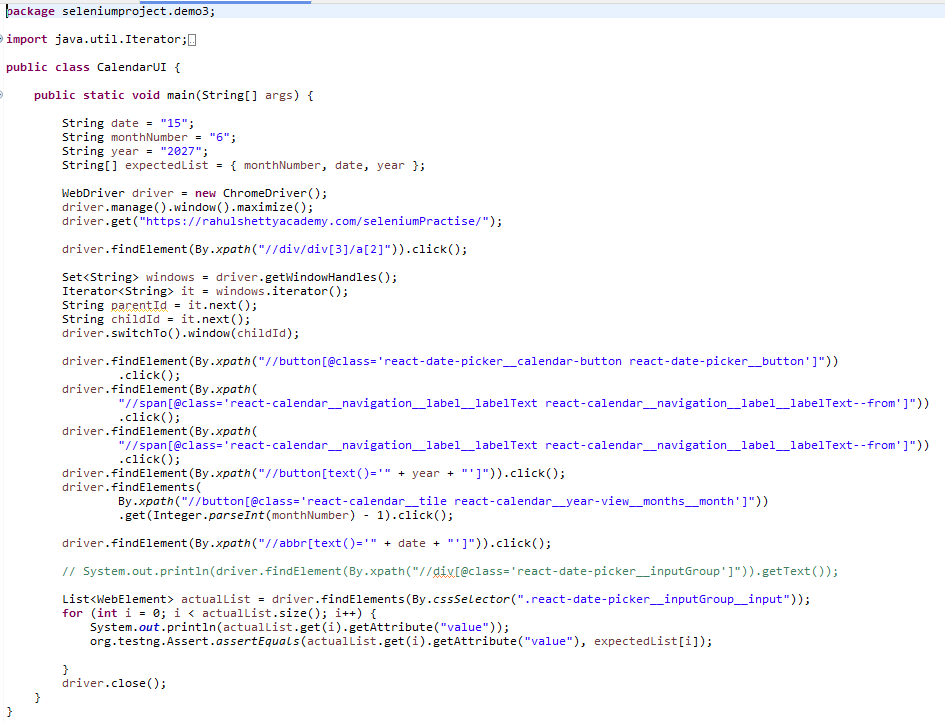 package seleniumproject.demo3;
import java.util.Iterator;
public class CalendarUI {
public static void main(String[] args) {
String date = "15";
String monthNumber = "6";
String year = "2027";
String[] expectedList = { monthNumber, date, year };
WebDriver driver = new ChromeDriver();
driver.manage().window().maximize();
driver.get("https://rahulshettyacademy.com/seleniumPractise/");
driver.findElement(By.xpath("//div/div[3]/a[2]")).click();
Set<String> windows = driver.getWindowHandles();
Iterator<String> it = windows.iterator();
String parentId = it.next();
String childId = it.next();
driver.switchTo().window(childId);
driver.findElement(By.xpath("//button[@class='react-date-picker__calendar-button react-date-picker__button']"))
.click();
driver.findElement(By.xpath(
"//span[@class='react-calendar__navigation__label__labelText react-calendar__navigation__label__labelText--from']"))
.click();
driver.findElement(By.xpath(
"//span[@class='react-calendar__navigation__label__labelText react-calendar__navigation__label__labelText--from']"))
.click();
driver.findElement(By.xpath("//button[text()='" + year + "']")).click();
driver.findElements(
By.xpath("//button[@class='react-calendar__tile react-calendar__year-view__months__month']"))
.get(Integer.parseInt(monthNumber) - 1).click();
driver.findElement(By.xpath("//abbr[text()='" + date + "']")).click();
// System.out.println(driver.findElement(By.xpath("//div[@class='react-date-picker__inputGroup']")).getText());
List<WebElement> actualList = driver.findElements(By.cssSelector(".react-date-picker__inputGroup__input"));
for (int i = 0; i < actualList.size(); i++) {
System.out.println(actualList.get(i).getAttribute("value"));
org.testng.Assert.assertEquals(actualList.get(i).getAttribute("value"), expectedList[i]);
}
driver.close();
}
}